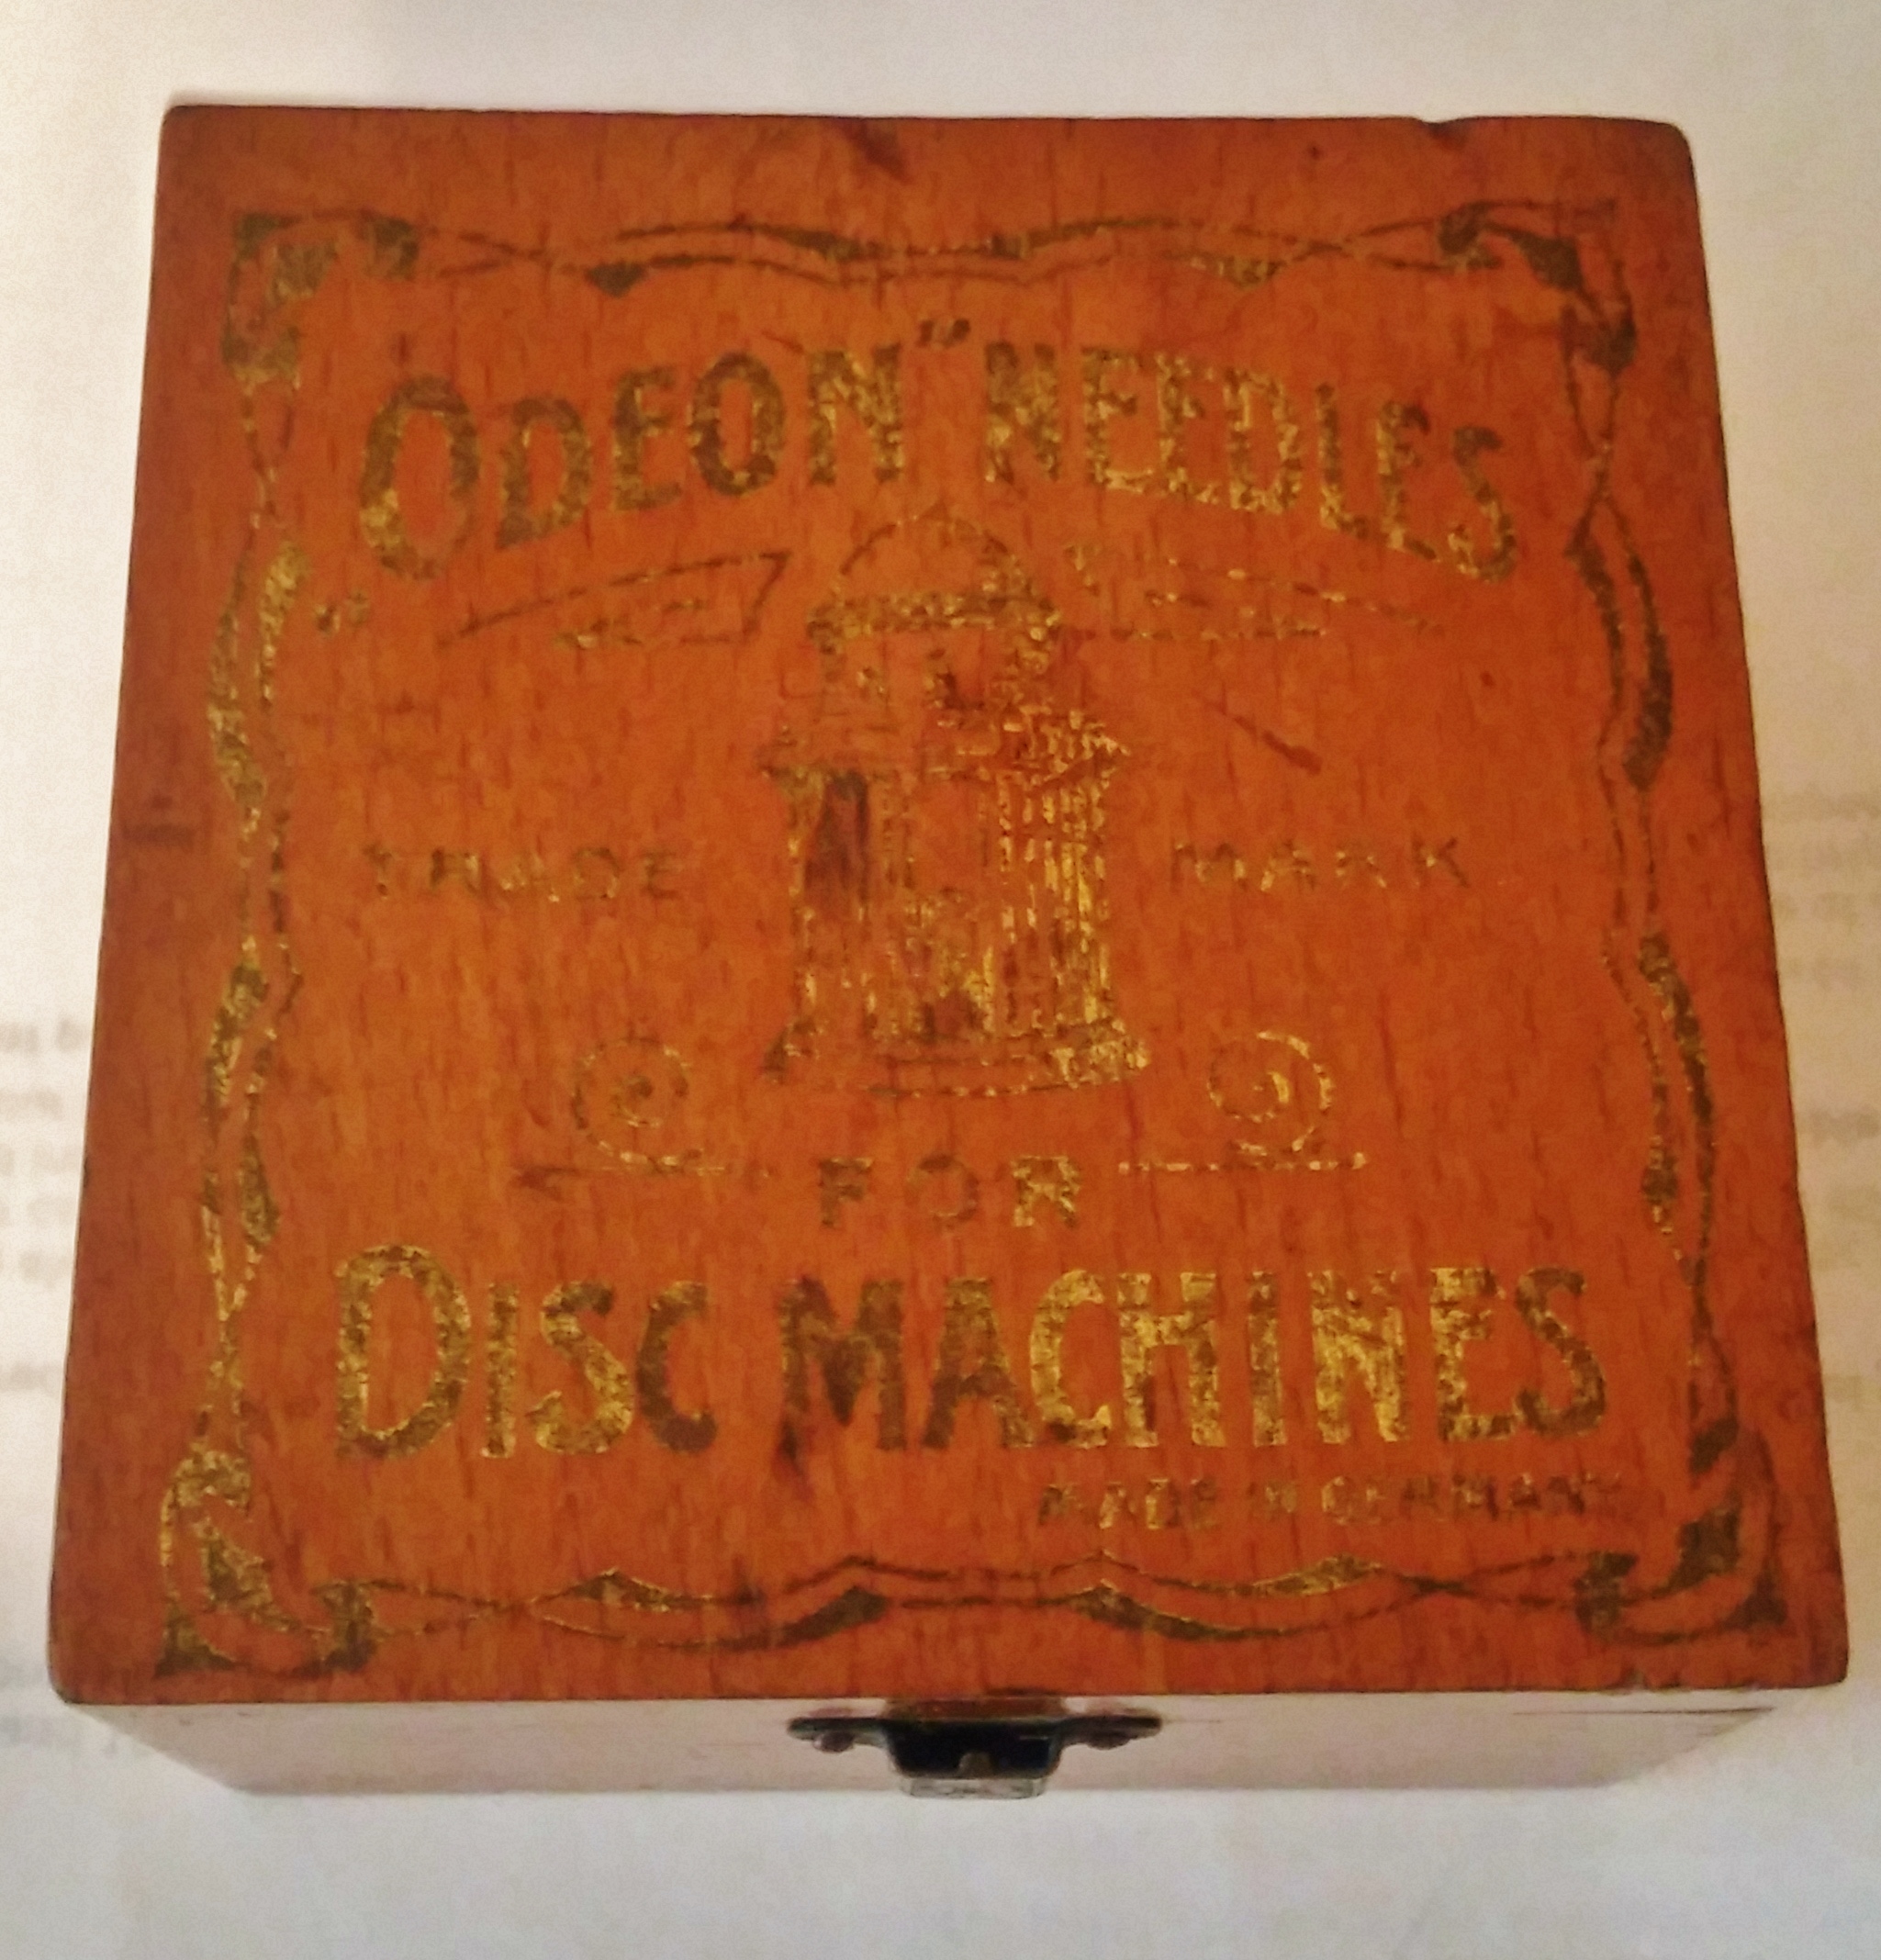 "ODEON" NEEDLES
TRADE MARK
FOR
DISC MACHINES
MADE IN GERMANY